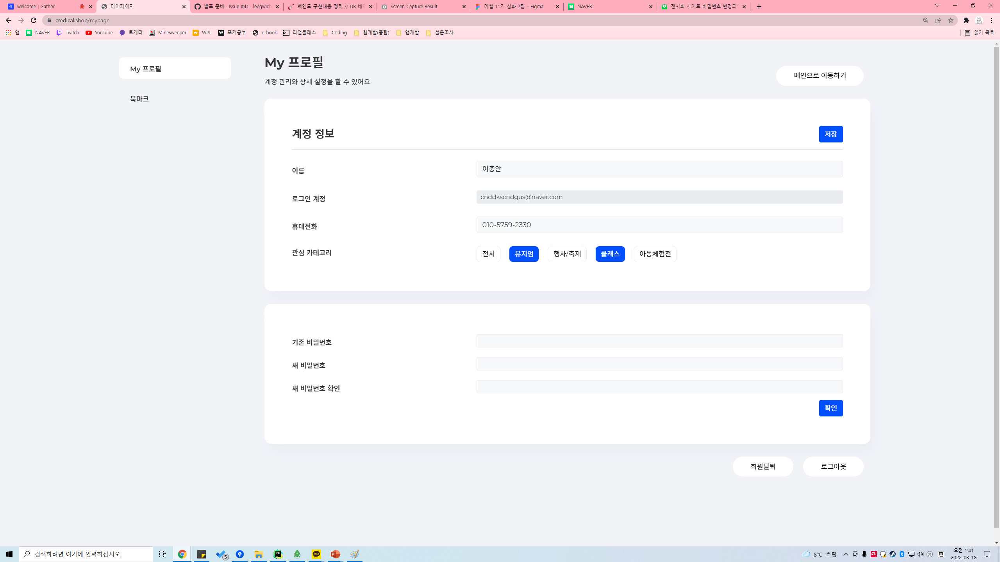 welcome | Gather
마이페이지
발표 준비 · Issue #41 · leegwich
백앤드 구현내용 정리 // DB 네이
Screen Capture Result
메챌 11기 심화 2팀 – Figma
NAVER
전시회 사이트 비밀번호 변경되었
credical.shop/mypage
앱
NAVER
Twitch
YouTube
트게더
Minesweeper
WPL
포커공부
e-book
리얼클래스
Coding
웹개발(종합)
앱개발
설문조사
읽기 목록
My 프로필
북마크
My 프로필
계정 관리와 상세 설정을 할 수 있어요.
메인으로 이동하기
계정 정보
저장
이름
이충안
로그인 계정
cnddkscndgus@naver.com
휴대전화
010-5759-2330
관심 카테고리
전시 뮤지엄 행사/축제 클래스 아동체험전
기존 비밀번호
새 비밀번호
새 비밀번호 확인
확인
회원탈퇴
로그아웃
검색하려면 여기에 입력하십시오.
5
8°C 흐림
한
오전 1:41
2022-03-18